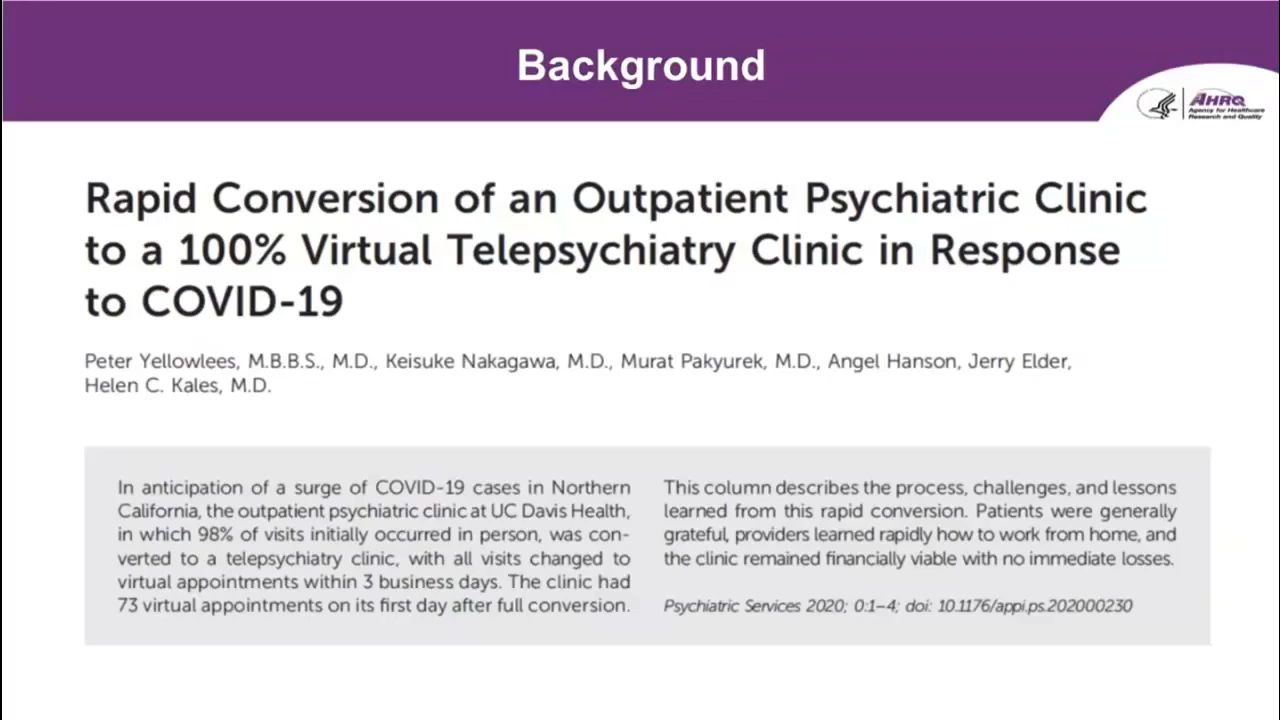 Background
AHRQ
Agency for Healthcare
Research and Quality
Rapid Conversion of an Outpatient Psychiatric Clinic
to a 100% Virtual Telepsychiatry Clinic in Response
to COVID-19
Peter Yellowlees, M.B.B.S., M.D., Keisuke Nakagawa, M.D., Murat Pakyurek, M.D., Angel Hanson, Jerry Elder,
Helen C. Kales, M.D.
In anticipation of a surge of COVID-19 cases in Northern
California, the outpatient psychiatric clinic at UC Davis Health,
in which 98% of visits initially occurred in person, was con-
verted to a telepsychiatry clinic, with all visits changed to
virtual appointments within 3 business days. The clinic had
73 virtual appointments on its first day after full conversion.
This column describes the process, challenges, and lessons
learned from this rapid conversion. Patients were generally
grateful, providers learned rapidly how to work from home, and
the clinic remained financially viable with no immediate losses.
Psychiatric Services 2020; 0:1–4; doi: 10.1176/appi.ps.202000230